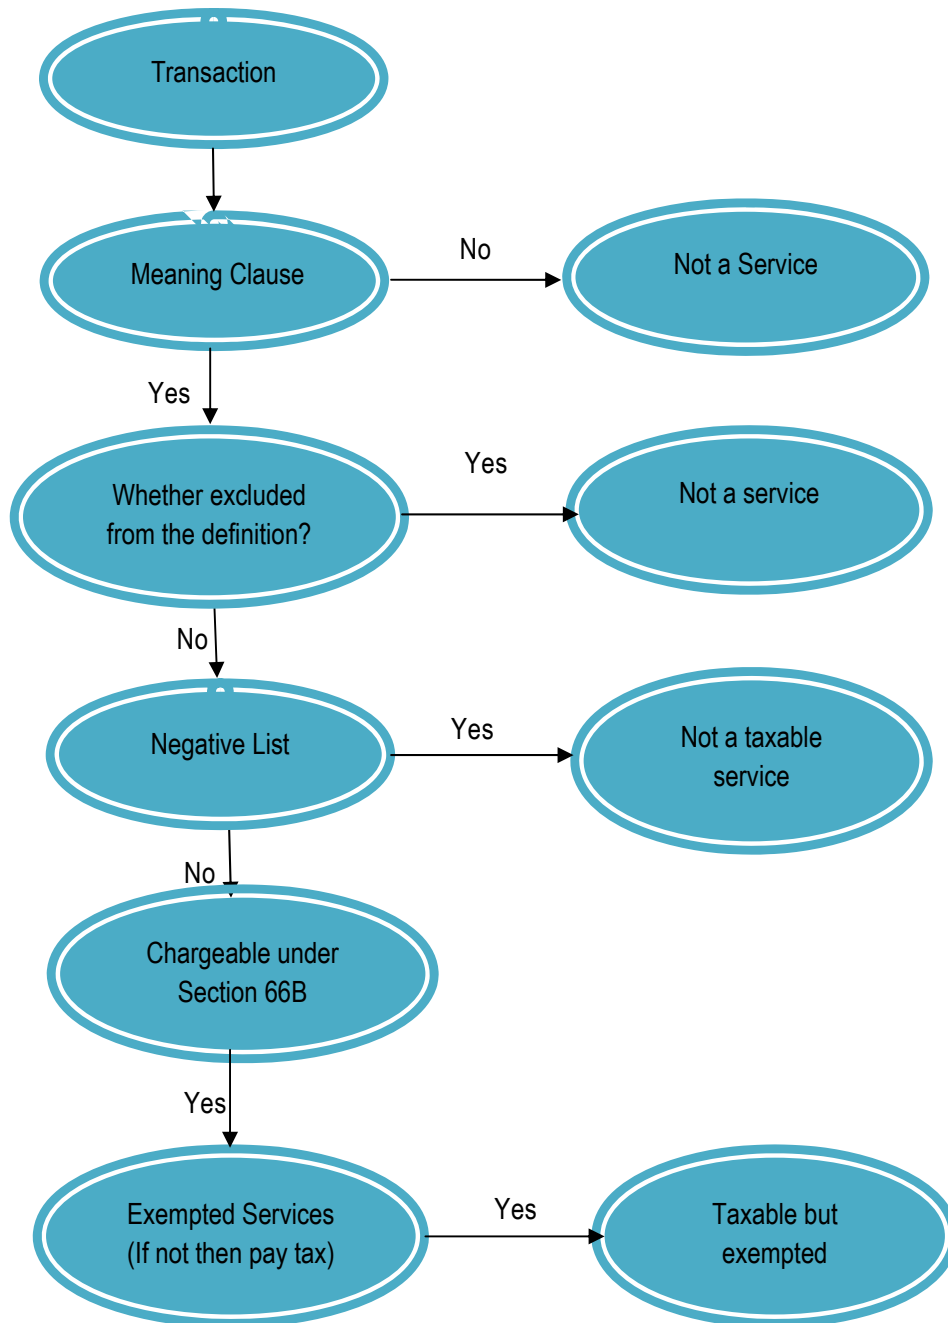 Transaction
Meaning Clause
No
Not a Service
Yes
Whether excluded
from the definition?
Yes
Not a service
No
Negative List
Yes
Not a taxable
service
No
Chargeable under
Section 66B
Yes
Exempted Services
(If not then pay tax)
Yes
Taxable but
exempted